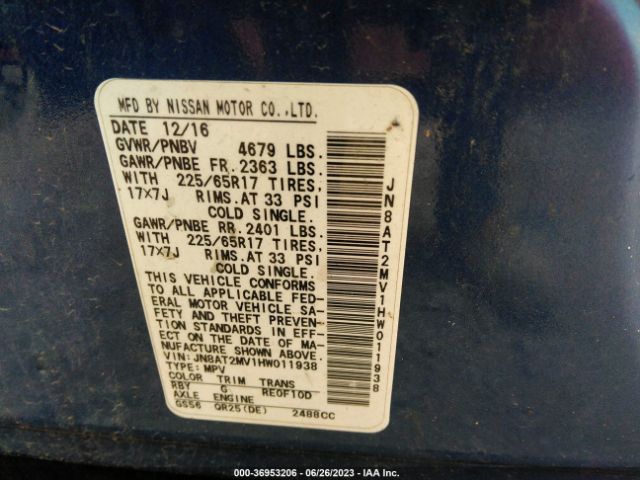 MFD BY NISSAN MOTOR CO.,LTD.
DATE 12/16
GVWR/PNBV 4679 LBS.
GAWR/PNBE FR. 2363 LBS.
WITH 225/65R17 TIRES,
17X7J RIMS.AT 33 PSI
COLD SINGLE.
GAWR/PNBE RR. 2401 LBS.
WITH 225/65R17 TIRES,
17X7J RIMS.AT 33 PSI
COLD SINGLE.
THIS VEHICLE CONFORMS
TO ALL APPLICABLE FED-
ERAL MOTOR VEHICLE SA-
FETY AND THEFT PREVEN-
TION STANDARDS IN EFF-
ECT ON THE DATE OF MA-
NUFACTURE SHOWN ABOVE.
VIN: JN8AT2MV1HW011938
TYPE: MPV
COLOR TRIM TRANS
RBY G RE0F10D
AXLE ENGINE
GS56 QR25(DE) 2488CC
JN8AT2MV1HW011938
000-36953206 - 06/26/2023 - IAA Inc.